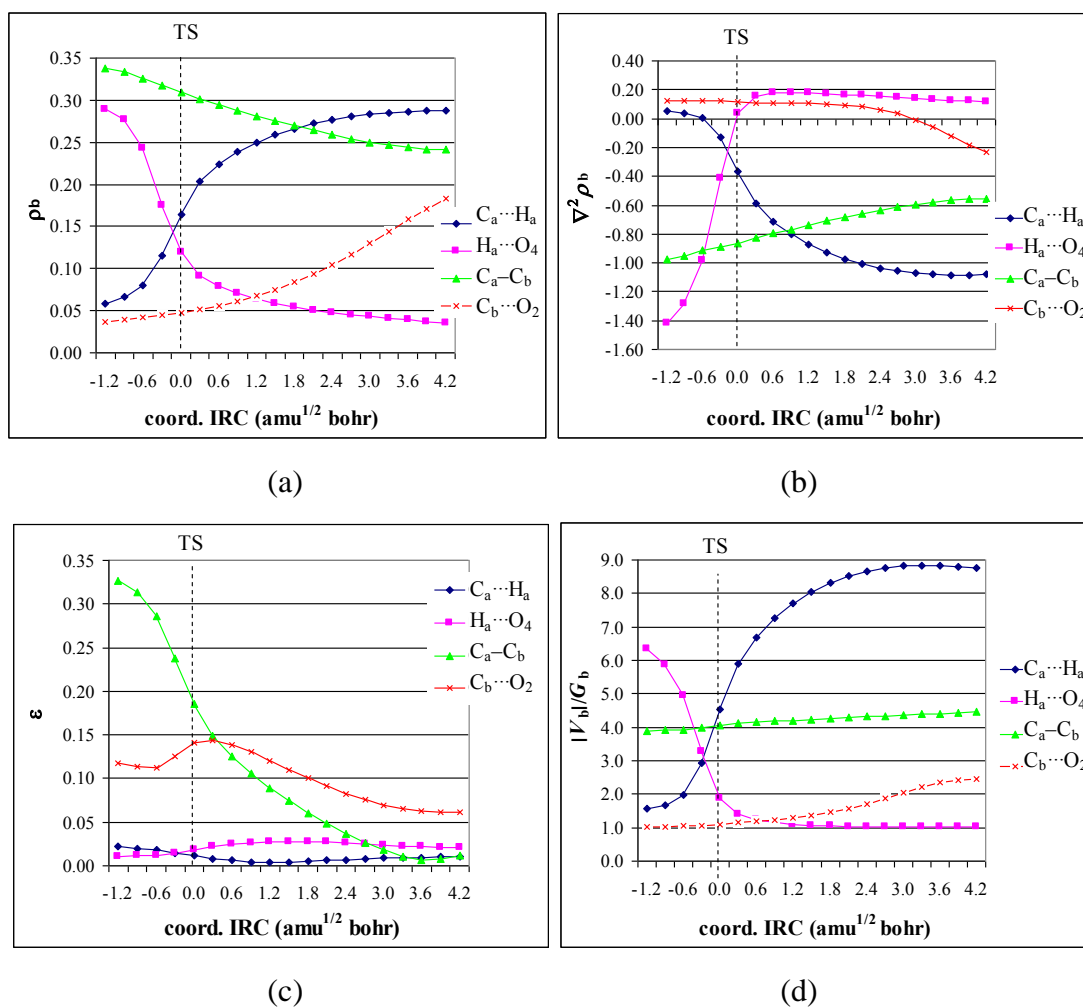 TS
0.35
0.30
0.25
0.20
0.15
0.10
0.05
0.00
ρb
-1.2 -0.6 0.0 0.6 1.2 1.8 2.4 3.0 3.6 4.2
coord. IRC (amu^1/2 bohr)
Ca···Ha
Ha···O4
Ca–Cb
Cb···O2
(a)
TS
0.40
0.20
0.00
-0.20
-0.40
-0.60
-0.80
-1.00
-1.20
-1.40
-1.60
∇²ρb
-1.2 -0.6 0.0 0.6 1.2 1.8 2.4 3.0 3.6 4.2
coord. IRC (amu^1/2 bohr)
Ca···Ha
Ha···O4
Ca–Cb
Cb···O2
(b)
TS
0.35
0.30
0.25
0.20
0.15
0.10
0.05
0.00
ε
-1.2 -0.6 0.0 0.6 1.2 1.8 2.4 3.0 3.6 4.2
coord. IRC (amu^1/2 bohr)
Ca···Ha
Ha···O4
Ca–Cb
Cb···O2
(c)
TS
9.0
8.0
7.0
6.0
5.0
4.0
3.0
2.0
1.0
0.0
|Vb|/Gb
-1.2 -0.6 0.0 0.6 1.2 1.8 2.4 3.0 3.6 4.2
coord. IRC (amu^1/2 bohr)
Ca···Ha
Ha···O4
Ca–Cb
Cb···O2
(d)